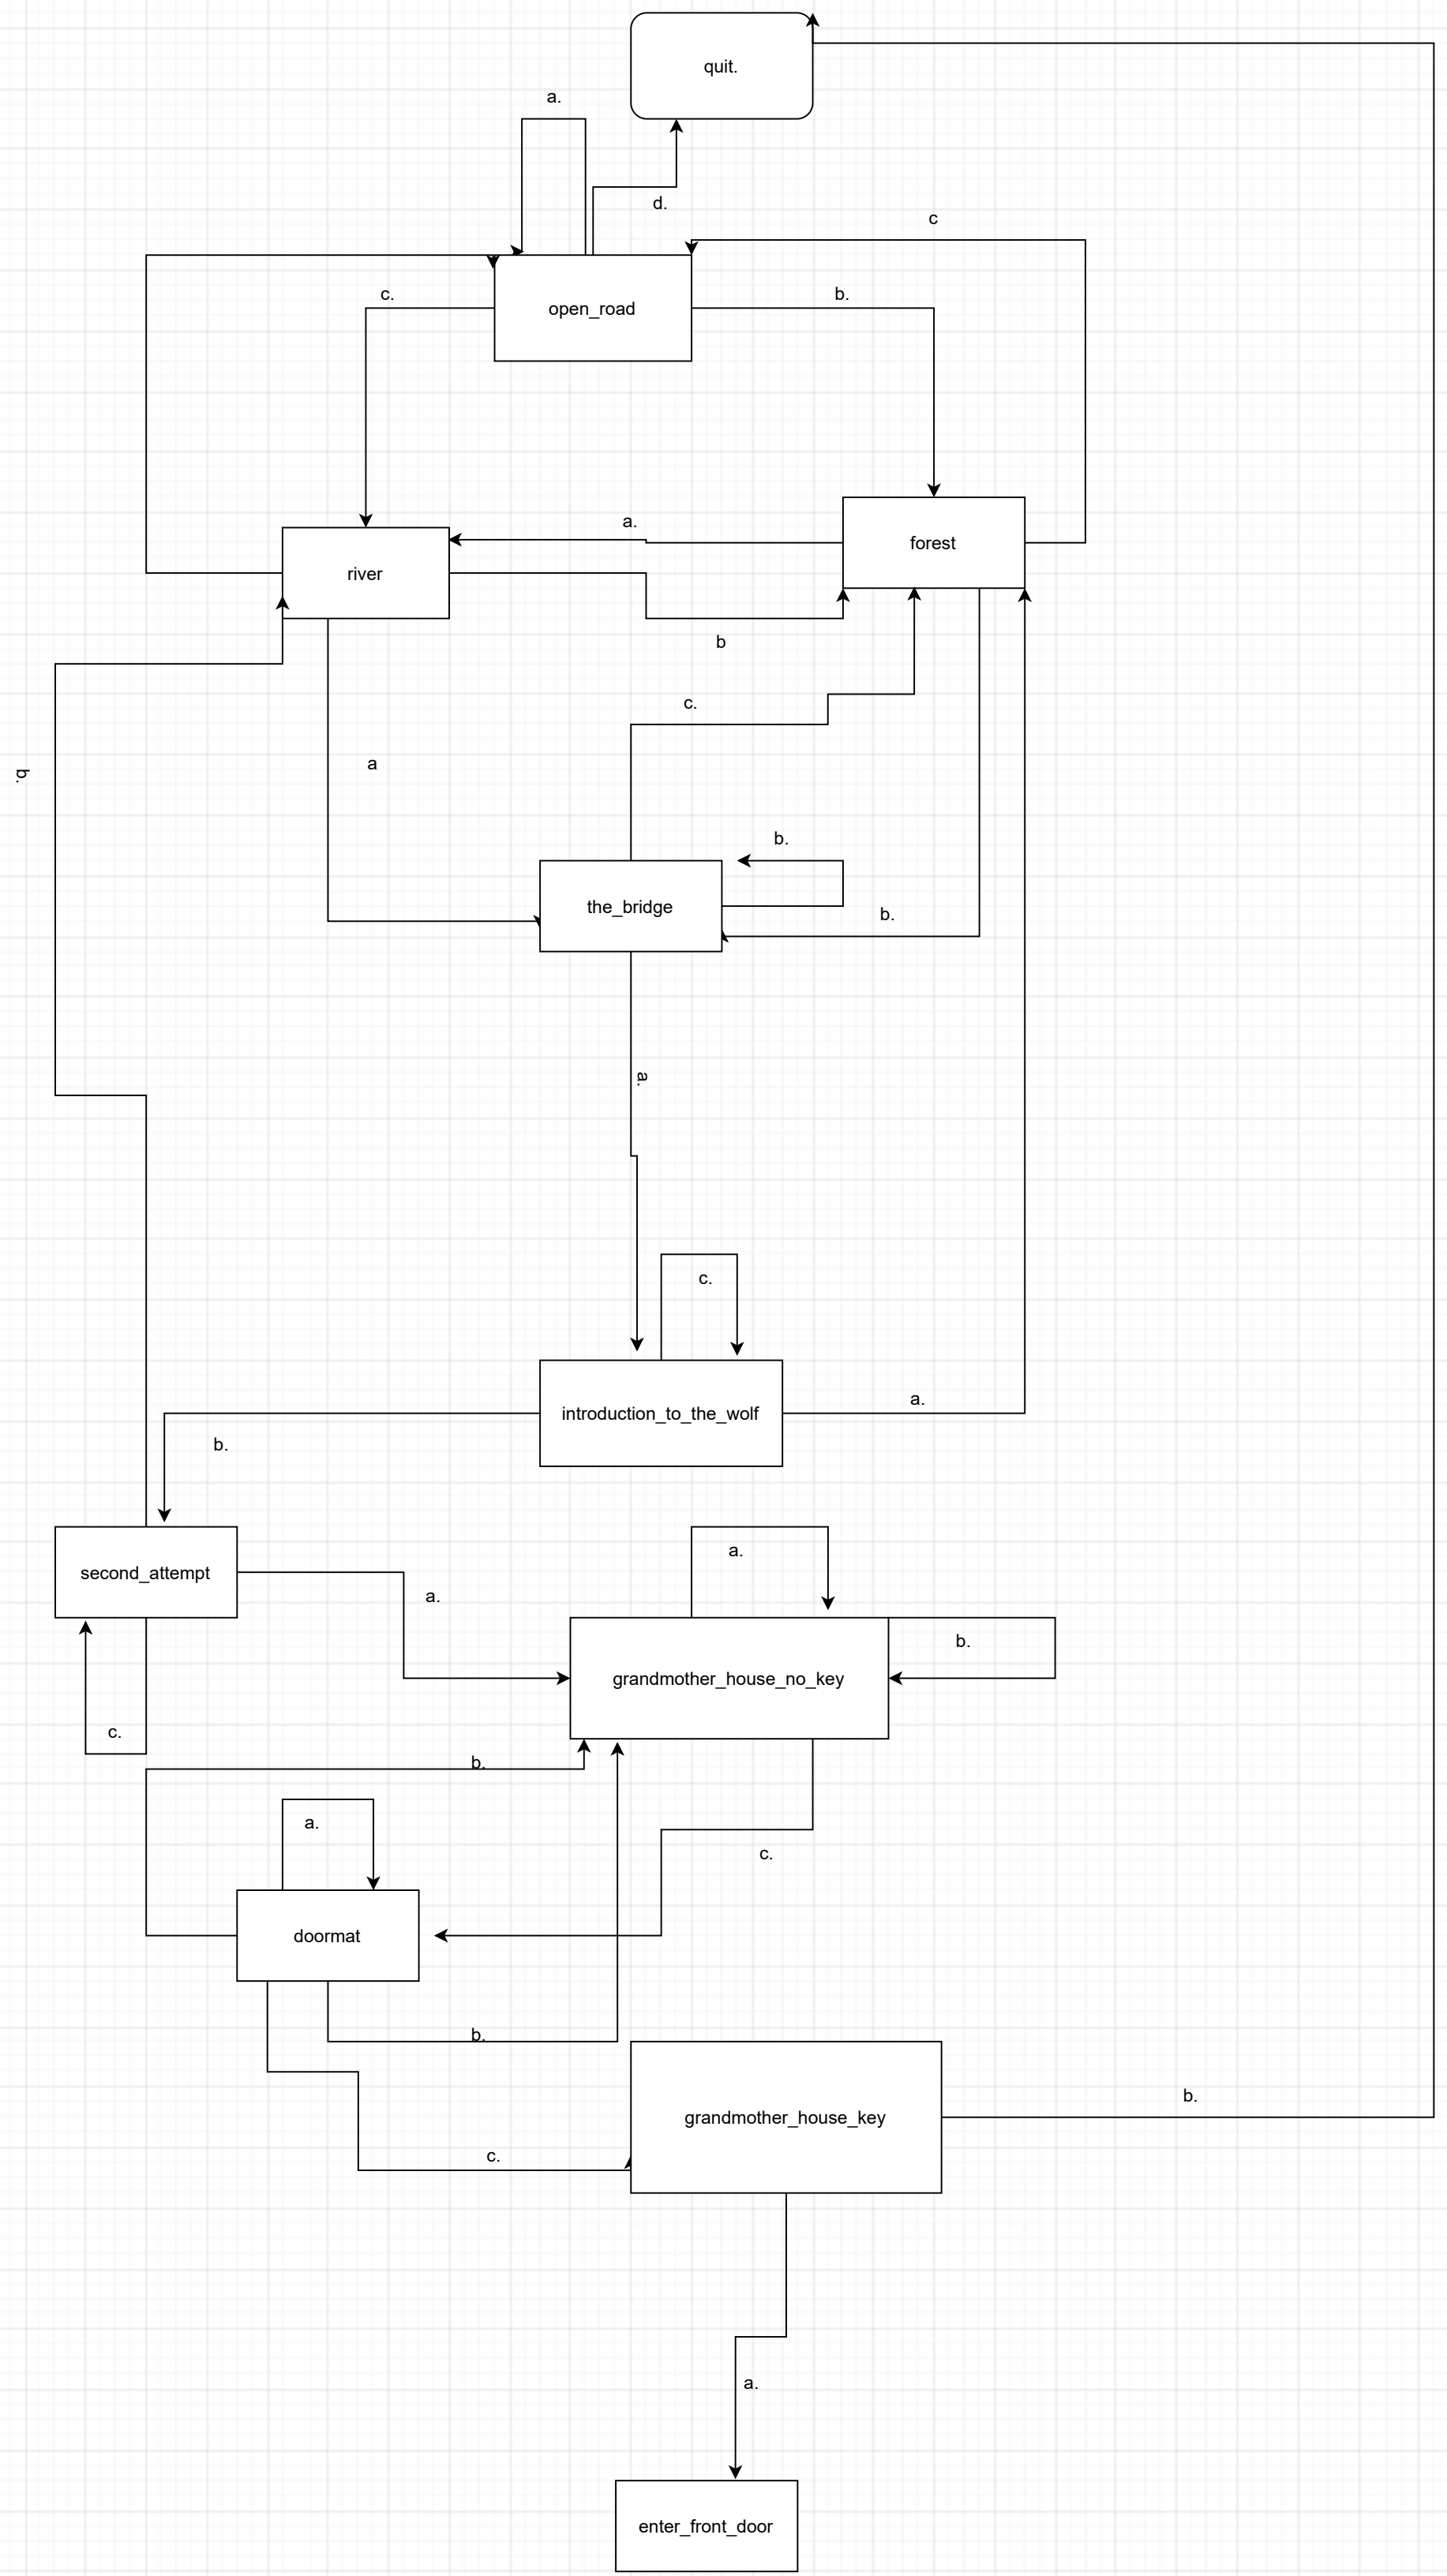 quit.
a.
d.
c
c.
b.
open_road
a.
forest
river
b
c.
a
b.
b.
the_bridge
b.
a.
c.
a.
introduction_to_the_wolf
b.
a.
second_attempt
a.
b.
grandmother_house_no_key
c.
b.
a.
c.
doormat
b.
b.
grandmother_house_key
c.
a.
enter_front_door